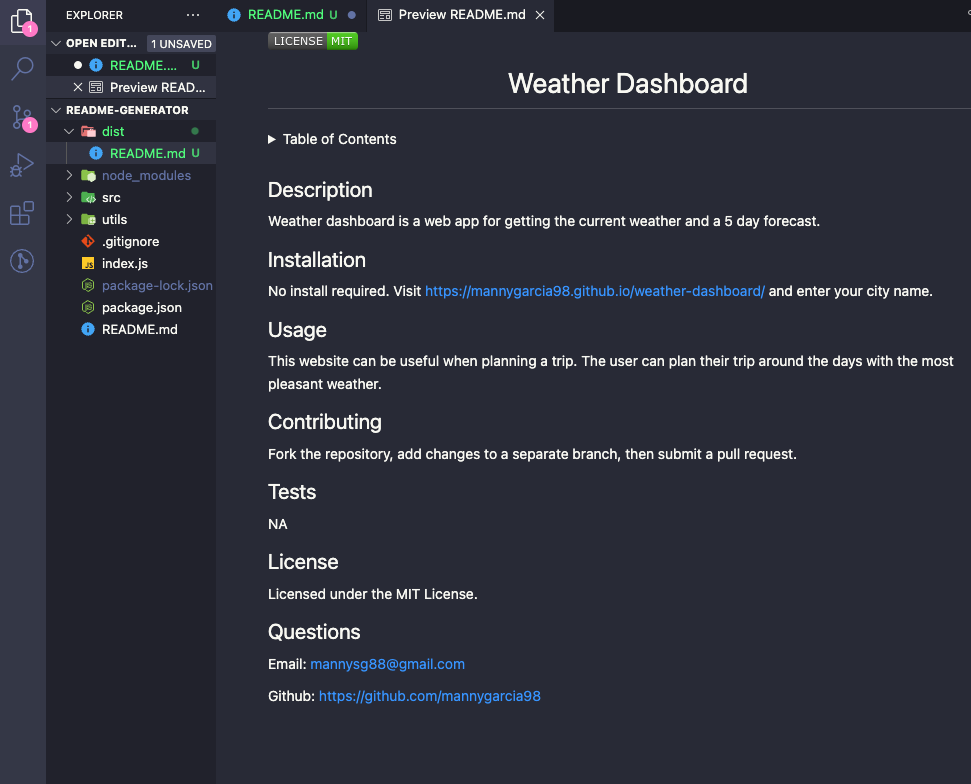 EXPLORER ...
README.md U
Preview README.md
1
OPEN EDIT... 1 UNSAVED
README.... U
Preview READ...
README-GENERATOR
dist
README.md U
node_modules
src
utils
.gitignore
JS index.js
package-lock.json
package.json
README.md
1
LICENSE MIT
Weather Dashboard
Table of Contents
Description
Weather dashboard is a web app for getting the current weather and a 5 day forecast.
Installation
No install required. Visit https://mannygarcia98.github.io/weather-dashboard/ and enter your city name.
Usage
This website can be useful when planning a trip. The user can plan their trip around the days with the most
pleasant weather.
Contributing
Fork the repository, add changes to a separate branch, then submit a pull request.
Tests
NA
License
Licensed under the MIT License.
Questions
Email: mannysg88@gmail.com
Github: https://github.com/mannygarcia98